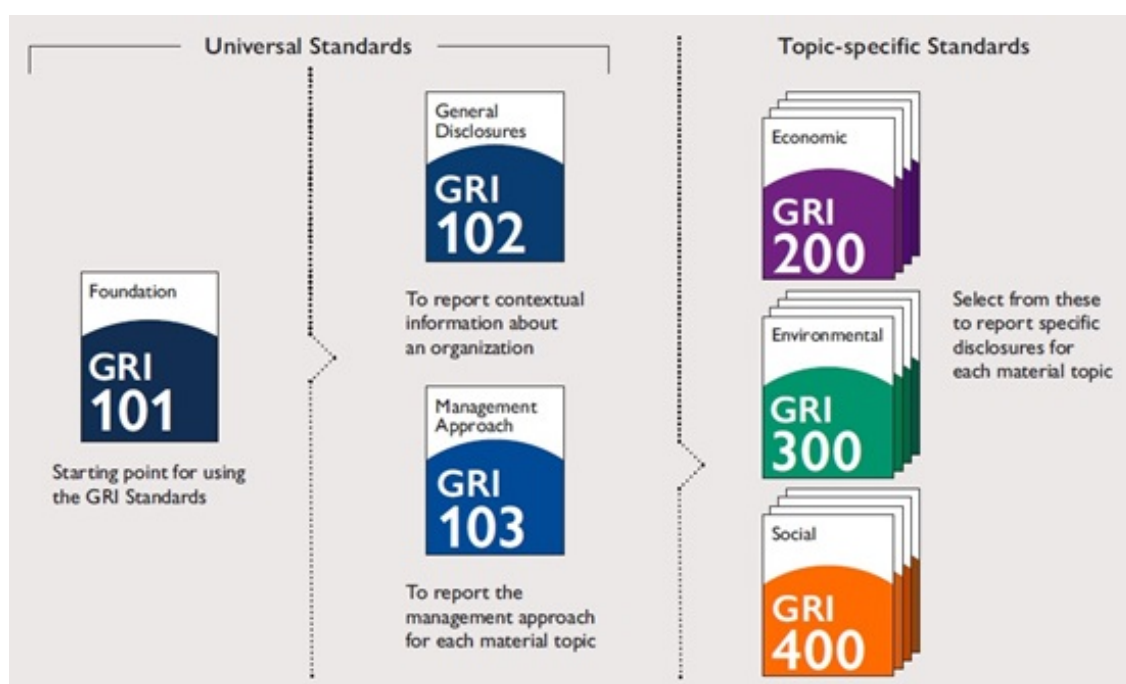 Universal Standards
Topic-specific Standards
Foundation
GRI
101
Starting point for using
the GRI Standards
General
Disclosures
GRI
102
To report contextual
information about
an organization
Management
Approach
GRI
103
To report the
management approach
for each material topic
Economic
GRI
200
Environmental
GRI
300
Social
GRI
400
Select from these
to report specific
disclosures for
each material topic